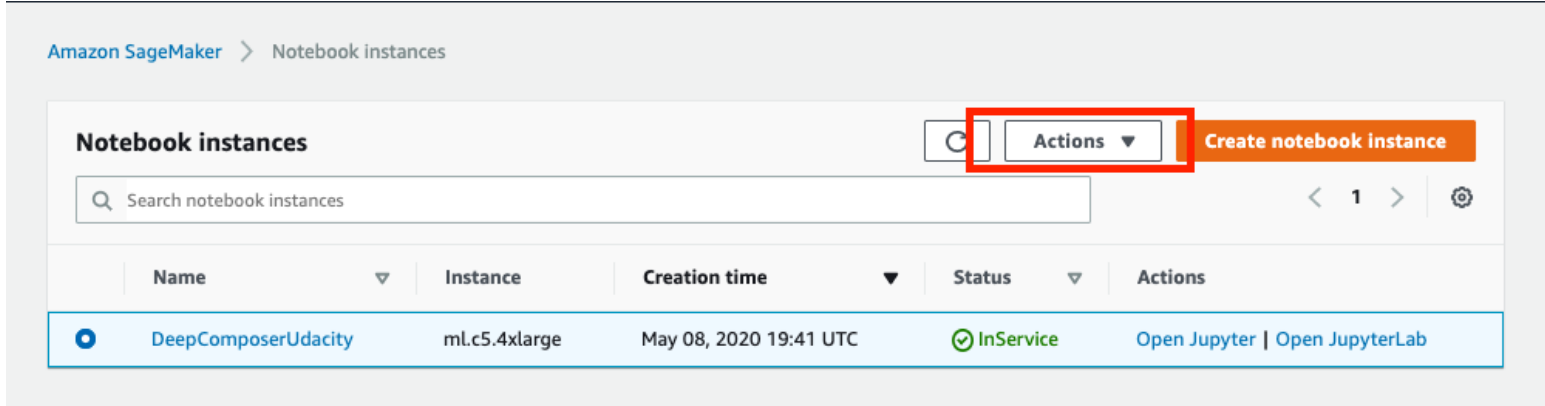 Amazon SageMaker > Notebook instances
Notebook instances
Actions
Create notebook instance
Search notebook instances
1
Name Instance Creation time Status Actions
DeepComposerUdacity ml.c5.4xlarge May 08, 2020 19:41 UTC InService Open Jupyter | Open JupyterLab